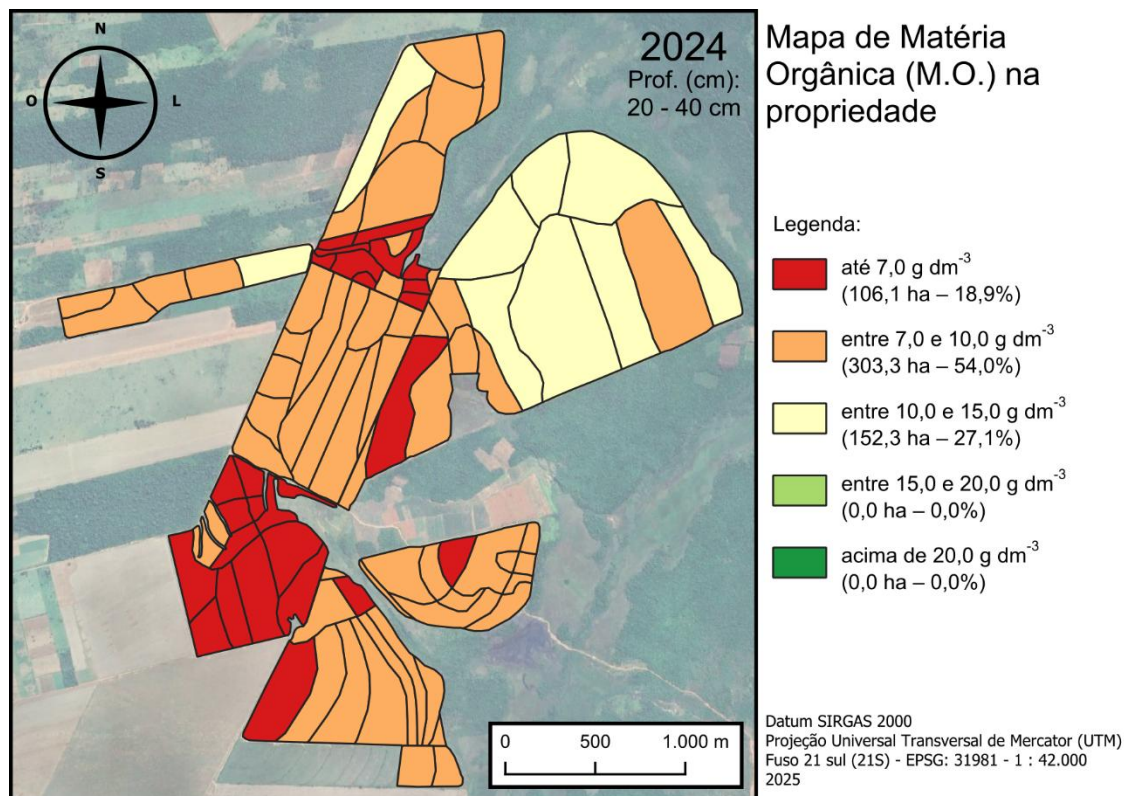 N
O
L
S
2024
Prof. (cm):
20 - 40 cm
0 500 1.000 m
Mapa de Matéria
Orgânica (M.O.) na
propriedade
Legenda:
até 7,0 g dm⁻³
(106,1 ha – 18,9%)
entre 7,0 e 10,0 g dm⁻³
(303,3 ha – 54,0%)
entre 10,0 e 15,0 g dm⁻³
(152,3 ha – 27,1%)
entre 15,0 e 20,0 g dm⁻³
(0,0 ha – 0,0%)
acima de 20,0 g dm⁻³
(0,0 ha – 0,0%)
Datum SIRGAS 2000
Projeção Universal Transversal de Mercator (UTM)
Fuso 21 sul (21S) - EPSG: 31981 - 1 : 42.000
2025